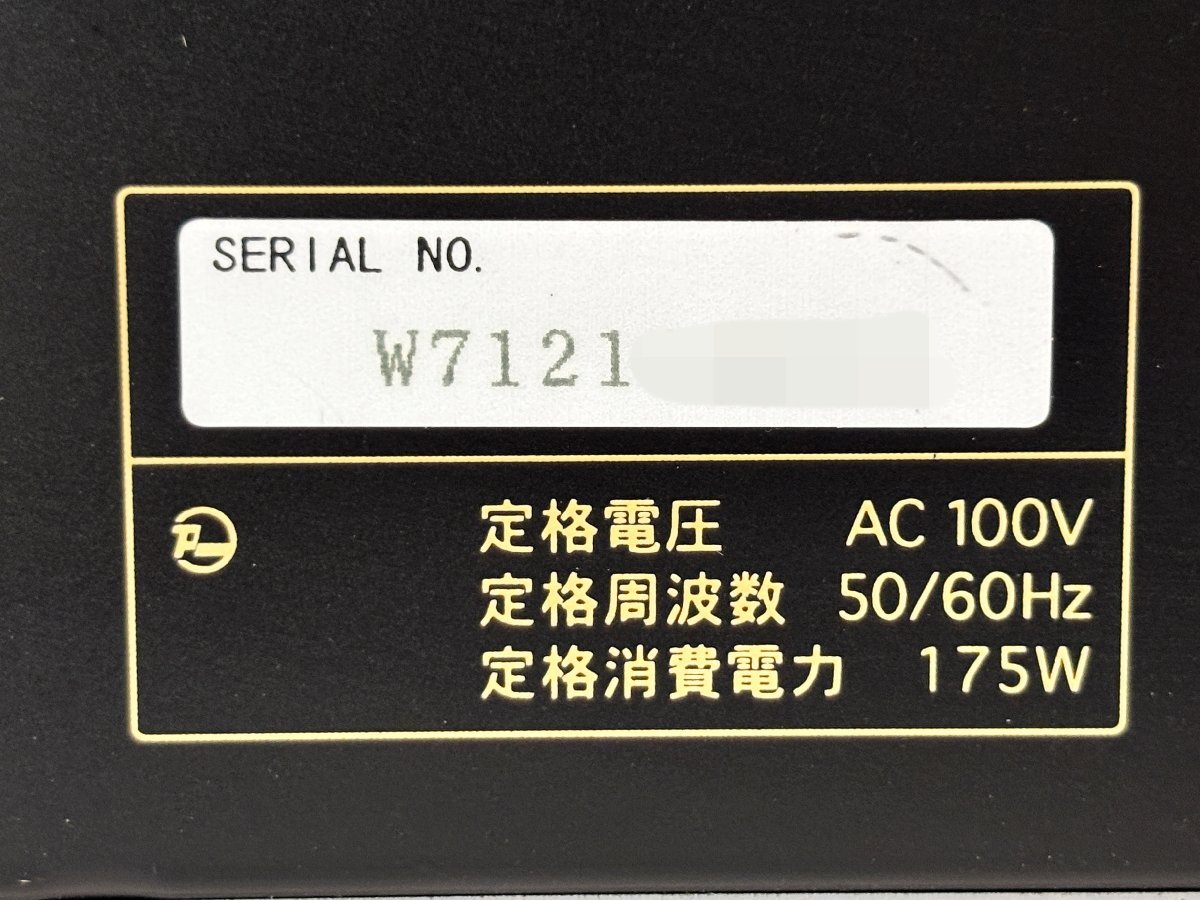 SERIAL NO.
W7121
定格電圧 AC 100V
定格周波数 50/60Hz
定格消費電力 175W